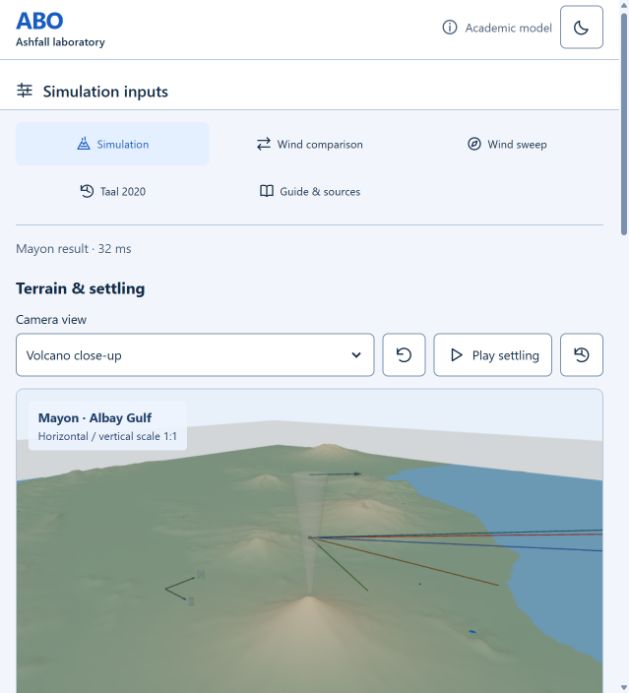 ABO
Ashfall laboratory
Academic model
Simulation inputs
Simulation
Wind comparison
Wind sweep
Taal 2020
Guide & sources
Mayon result · 32 ms
Terrain & settling
Camera view
Volcano close-up
Play settling
Mayon · Albay Gulf
Horizontal / vertical scale 1:1